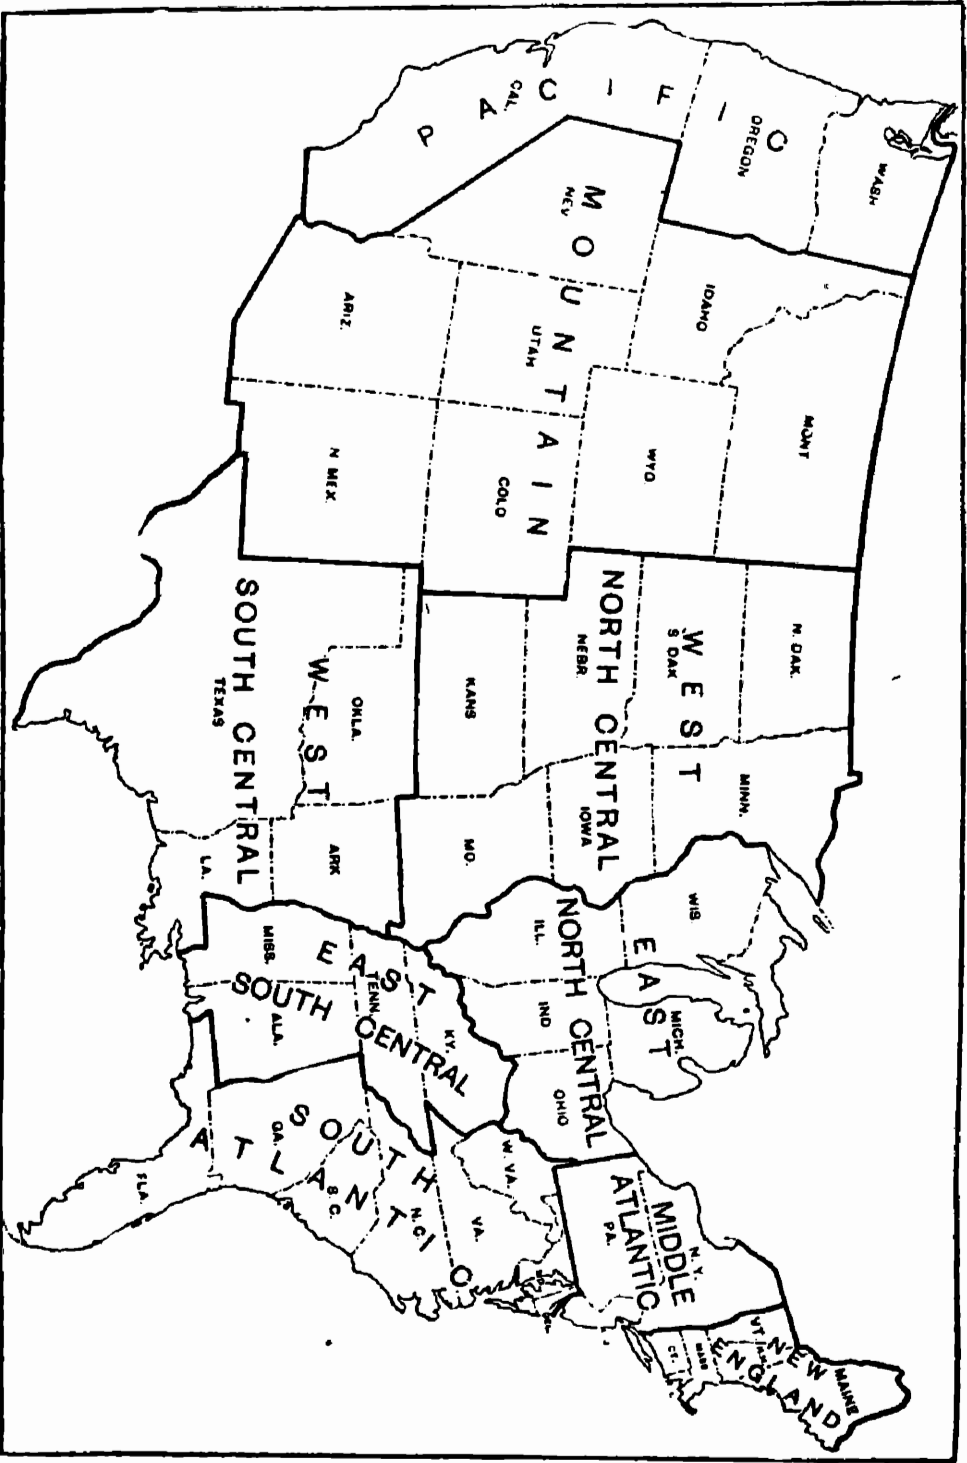 PACIFIC
WASH
OREGON
CAL.
MOUNTAIN
MONT
IDAHO
WYO.
NEV
UTAH
COLO
ARIZ.
N MEX.
WEST
NORTH CENTRAL
N. DAK.
S DAK
NEBR.
KANS
MINN.
IOWA
MO.
WEST
SOUTH CENTRAL
OKLA.
TEXAS
ARK
LA.
EAST
NORTH CENTRAL
WIS
MICH.
ILL.
IND
OHIO
EAST
SOUTH CENTRAL
KY.
TENN.
MISS.
ALA.
SOUTH
ATLANTIC
W. VA.
VA.
N.C.
S.C.
GA.
FLA.
DEL.
MIDDLE
ATLANTIC
N.Y.
PA.
NEW
ENGLAND
MAINE
VT.
MASS
CT.